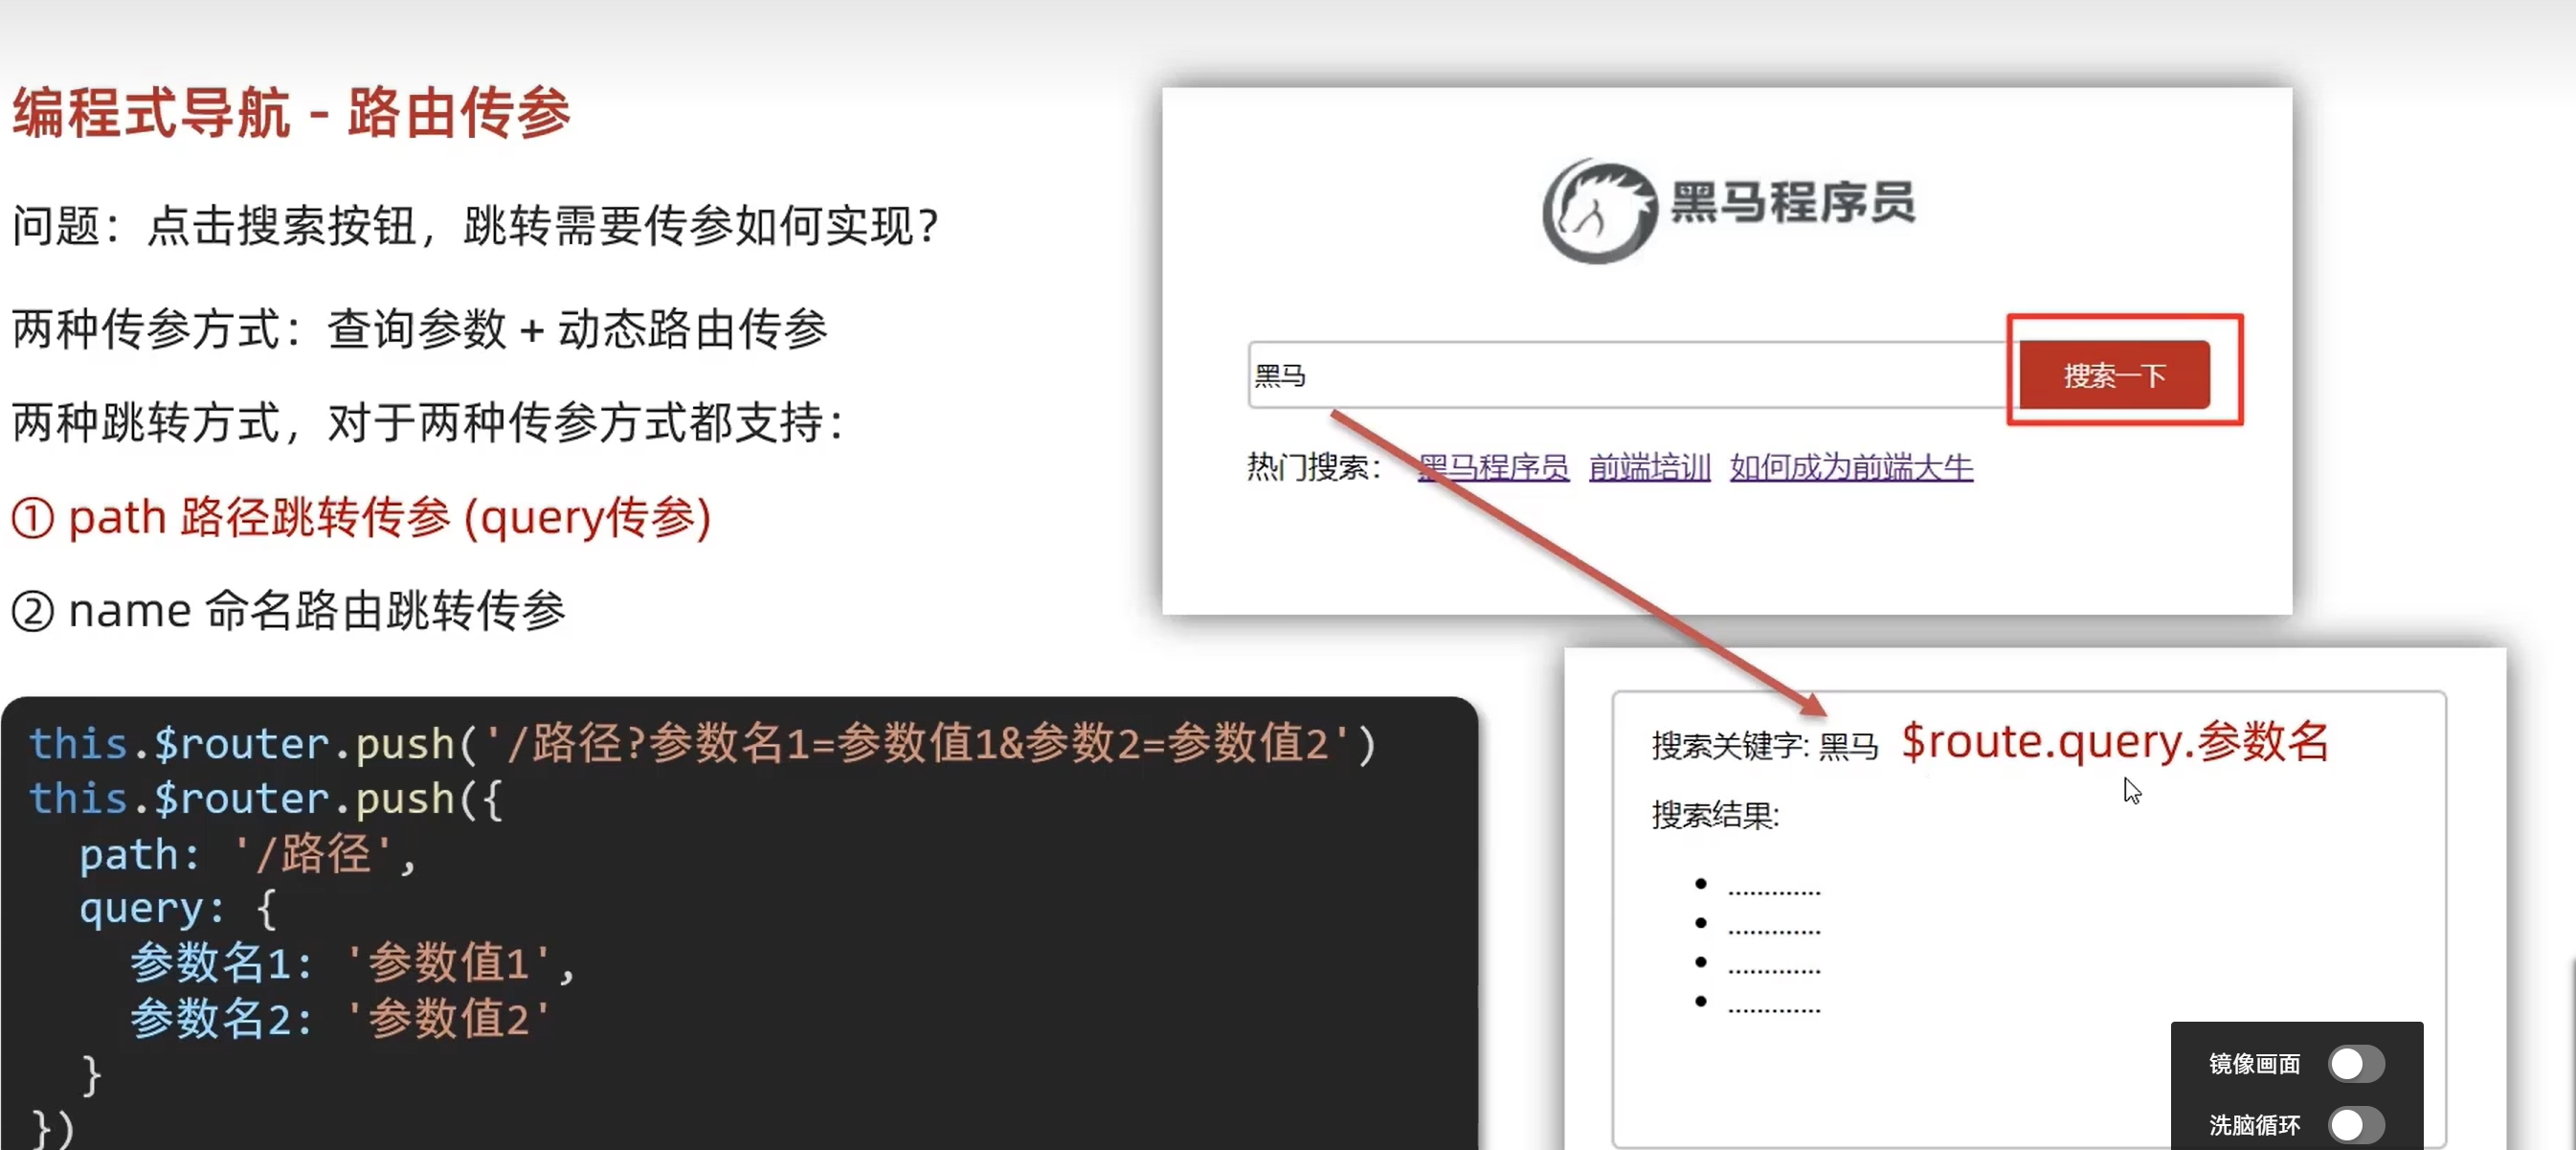 编程式导航 - 路由传参
问题：点击搜索按钮，跳转需要传参如何实现？
两种传参方式：查询参数 + 动态路由传参
两种跳转方式，对于两种传参方式都支持：
① path 路径跳转传参 (query传参)
② name 命名路由跳转传参
this.$router.push('/路径?参数名1=参数值1&参数2=参数值2')
this.$router.push({
path: '/路径',
query: {
参数名1: '参数值1',
参数名2: '参数值2'
}
})
黑马程序员
黑马
搜索一下
热门搜索： 黑马程序员 前端培训 如何成为前端大牛
搜索关键字: 黑马 $route.query.参数名
搜索结果:
• .............
• .............
• .............
• .............
镜像画面
洗脑循环